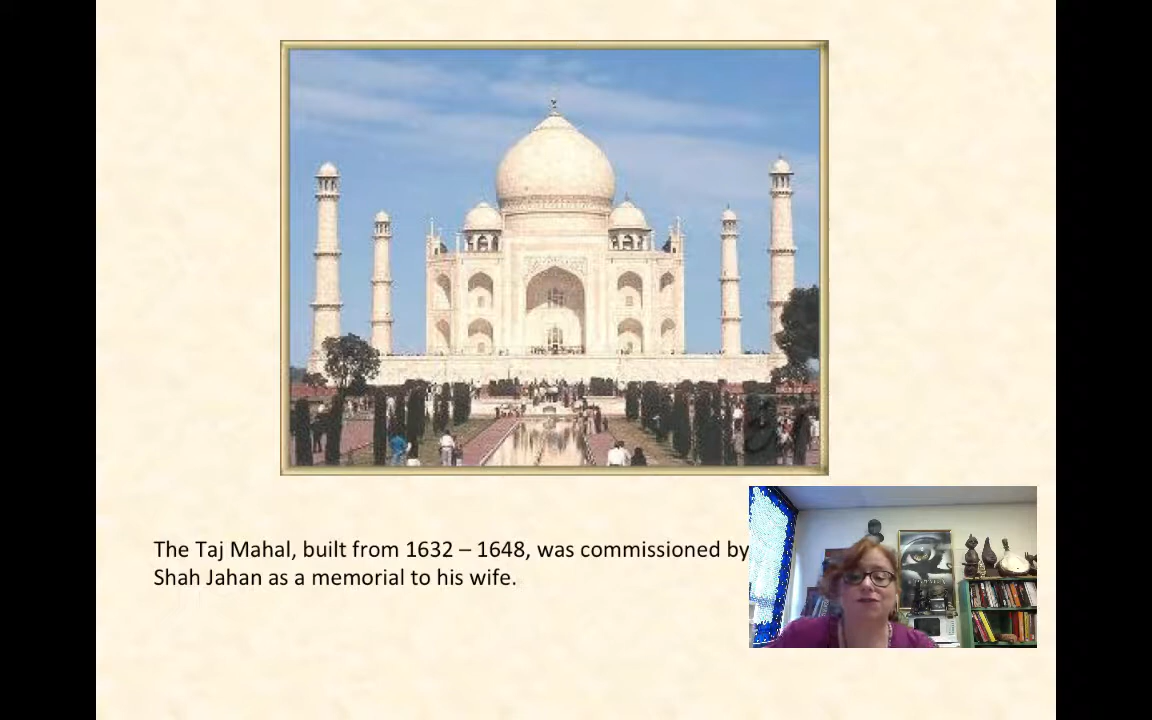 The Taj Mahal, built from 1632 – 1648, was commissioned by
Shah Jahan as a memorial to his wife.